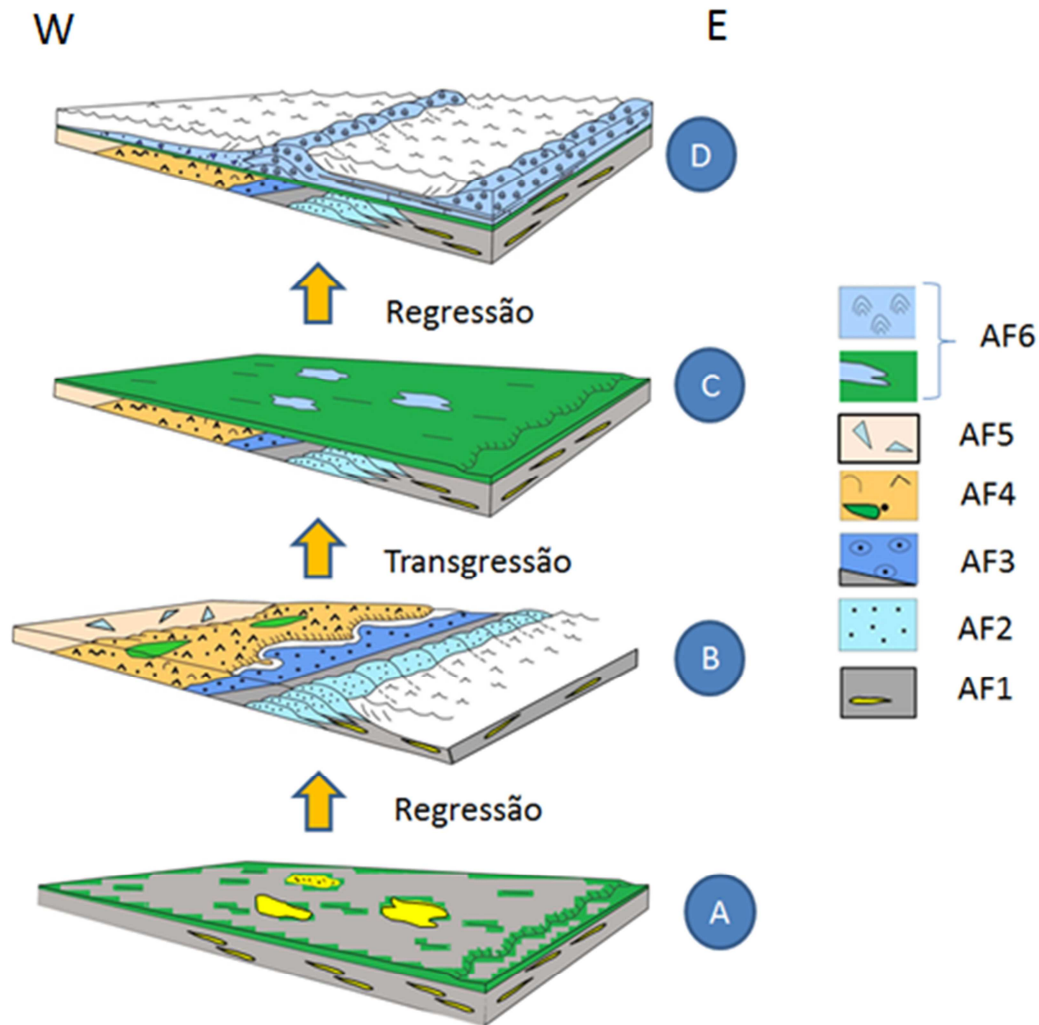 W
E
D
Regressão
C
Transgressão
B
Regressão
A
AF6
AF5
AF4
AF3
AF2
AF1